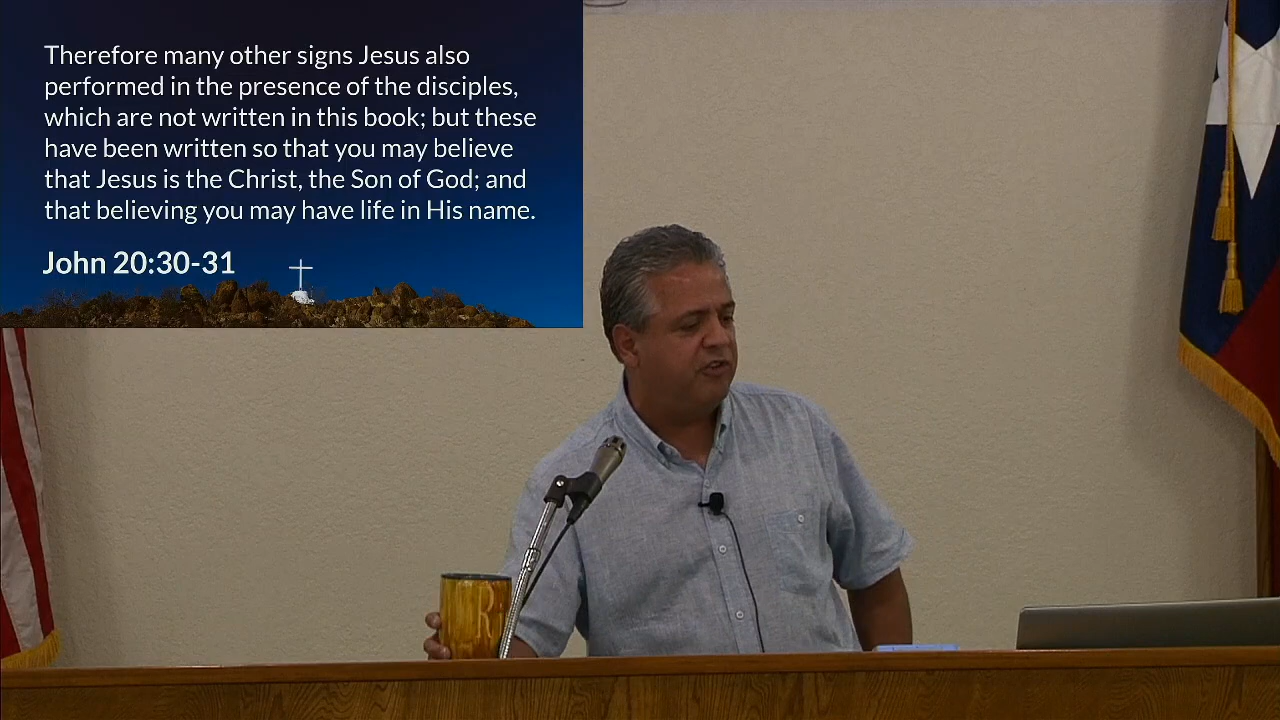 Therefore many other signs Jesus also
performed in the presence of the disciples,
which are not written in this book; but these
have been written so that you may believe
that Jesus is the Christ, the Son of God; and
that believing you may have life in His name.
John 20:30-31
R